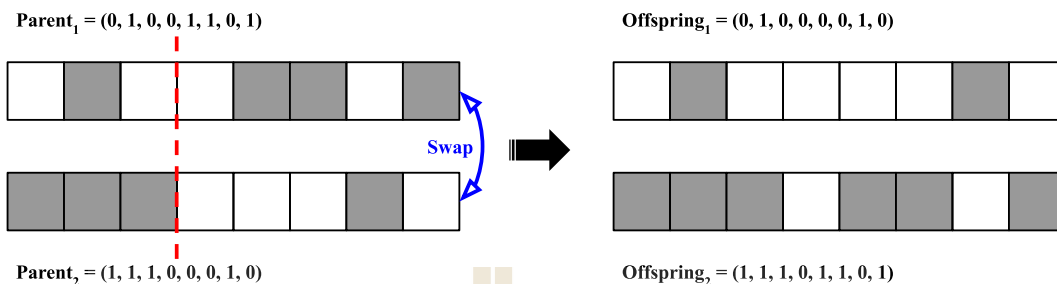 Parent₁ = (0, 1, 0, 0, 1, 1, 0, 1)
Offspring₁ = (0, 1, 0, 0, 0, 0, 1, 0)
Swap
Parent₂ = (1, 1, 1, 0, 0, 0, 1, 0)
Offspring₂ = (1, 1, 1, 0, 1, 1, 0, 1)